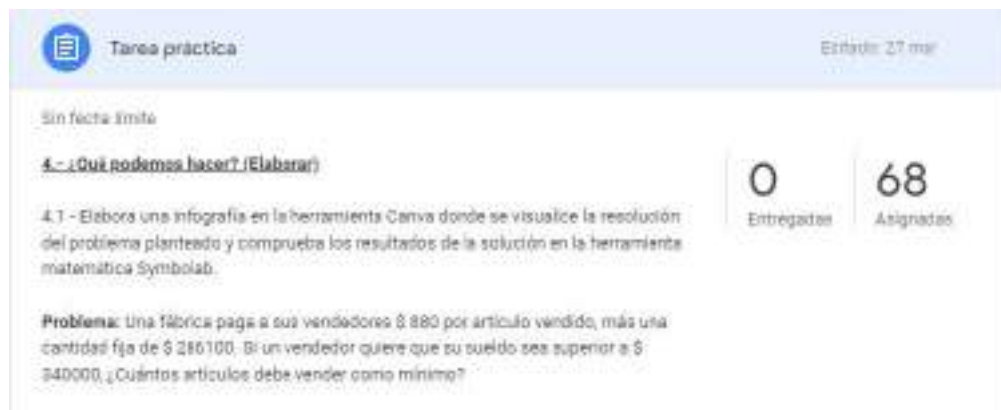 Tarea práctica
Editado: 27 mar
Sin fecha límite
4.- ¿Qué podemos hacer? (Elaborar)
0
Entregadas
68
Asignadas
4.1 - Elabora una infografía en la herramienta Canva donde se visualice la resolución
del problema planteado y comprueba los resultados de la solución en la herramienta
matemática Symbolab.
Problema: Una fábrica paga a sus vendedores $ 880 por artículo vendido, más una
cantidad fija de $ 286100. Si un vendedor quiere que su sueldo sea superior a $
340000, ¿Cuántos artículos debe vender como mínimo?